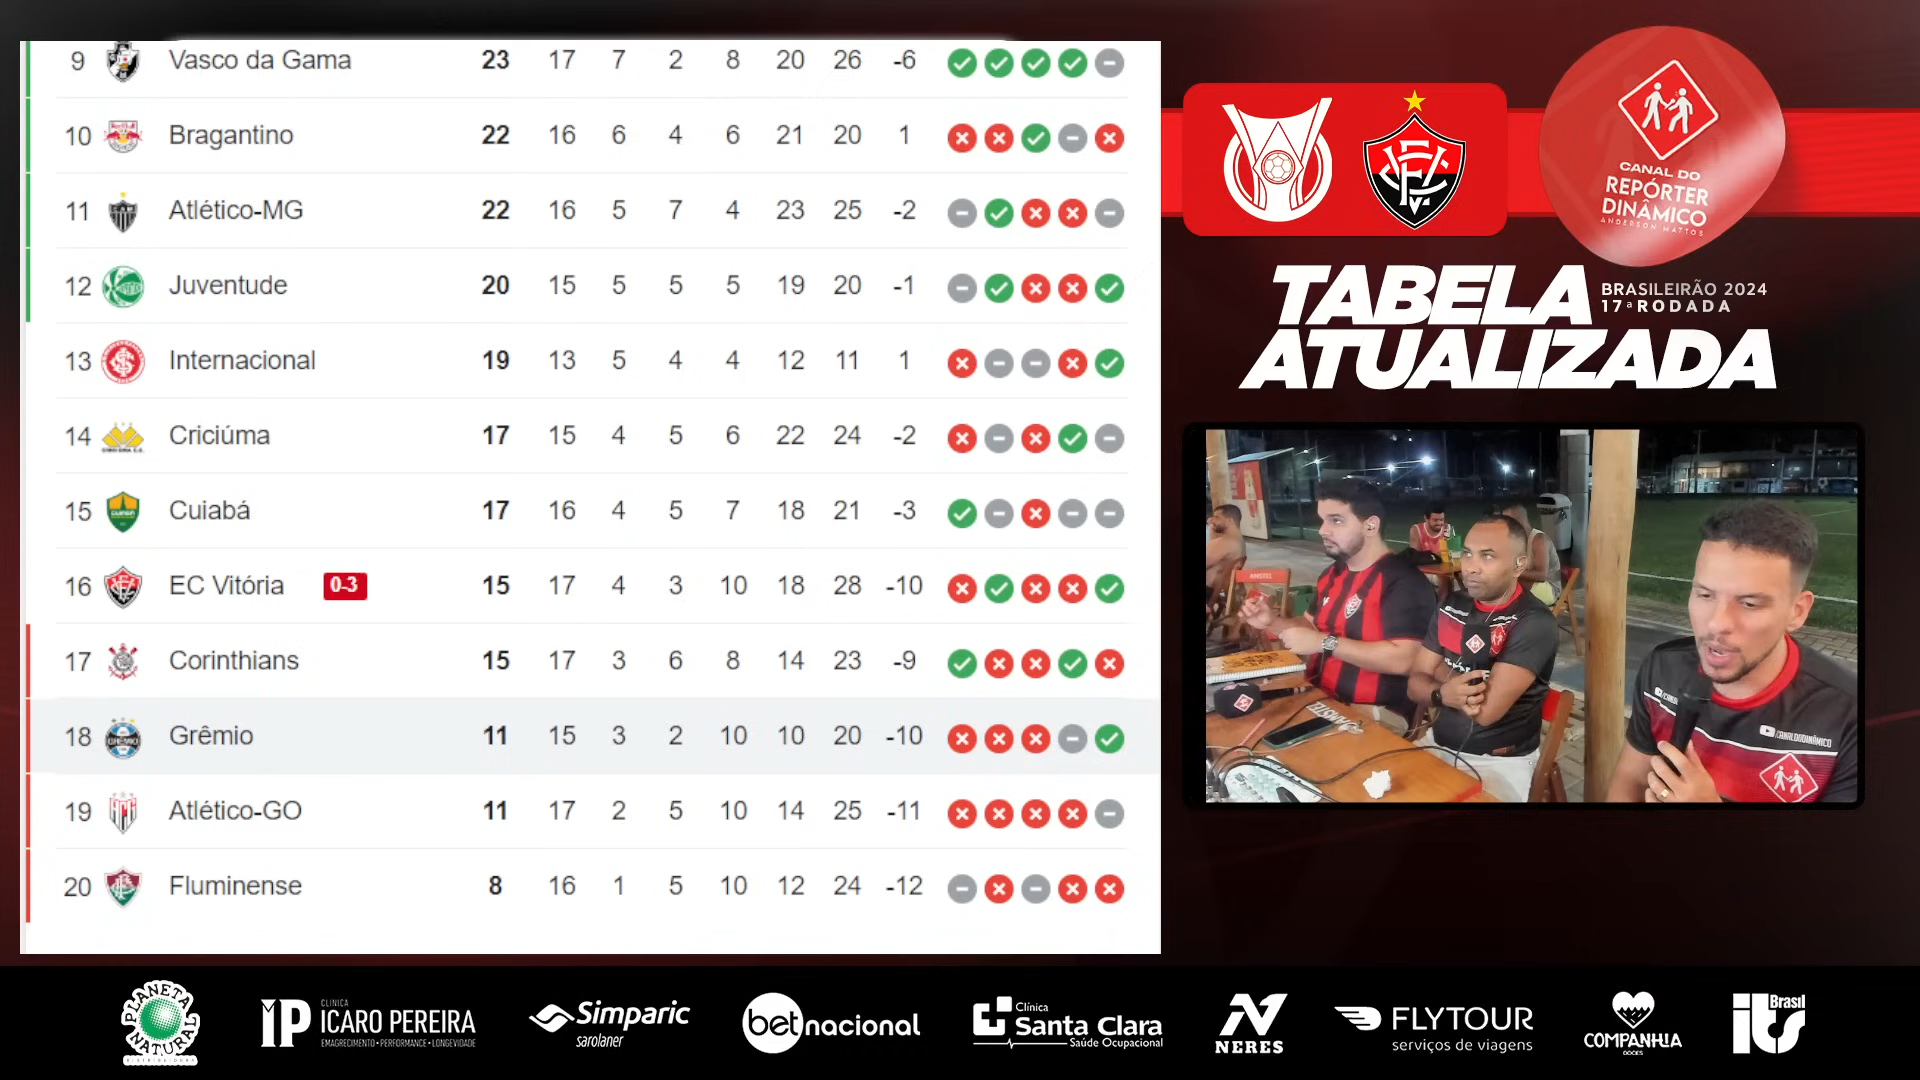 9 Vasco da Gama 23 17 7 2 8 20 26 -6
10 Bragantino 22 16 6 4 6 21 20 1
11 Atlético-MG 22 16 5 7 4 23 25 -2
12 Juventude 20 15 5 5 5 19 20 -1
13 Internacional 19 13 5 4 4 12 11 1
14 Criciúma 17 15 4 5 6 22 24 -2
15 Cuiabá 17 16 4 5 7 18 21 -3
16 EC Vitória 0-3 15 17 4 3 10 18 28 -10
17 Corinthians 15 17 3 6 8 14 23 -9
18 Grêmio 11 15 3 2 10 10 20 -10
19 Atlético-GO 11 17 2 5 10 14 25 -11
20 Fluminense 8 16 1 5 10 12 24 -12
CANAL DO
REPÓRTER
DINÂMICO
ANDERSON MATTOS
TABELA
ATUALIZADA
BRASILEIRÃO 2024
17ª RODADA
/CANALDODINÂMICO
PLANETA
NATURAL
DISTRIBUIDORA
IP
CLINICA
ICARO PEREIRA
EMAGRECIMENTO • PERFORMANCE • LONGEVIDADE
Simparic
sarolaner
betnacional
Clínica
Santa Clara
Saúde Ocupacional
NERES
FLYTOUR
serviços de viagens
COMPANHIA
DOCES
its
Brasil